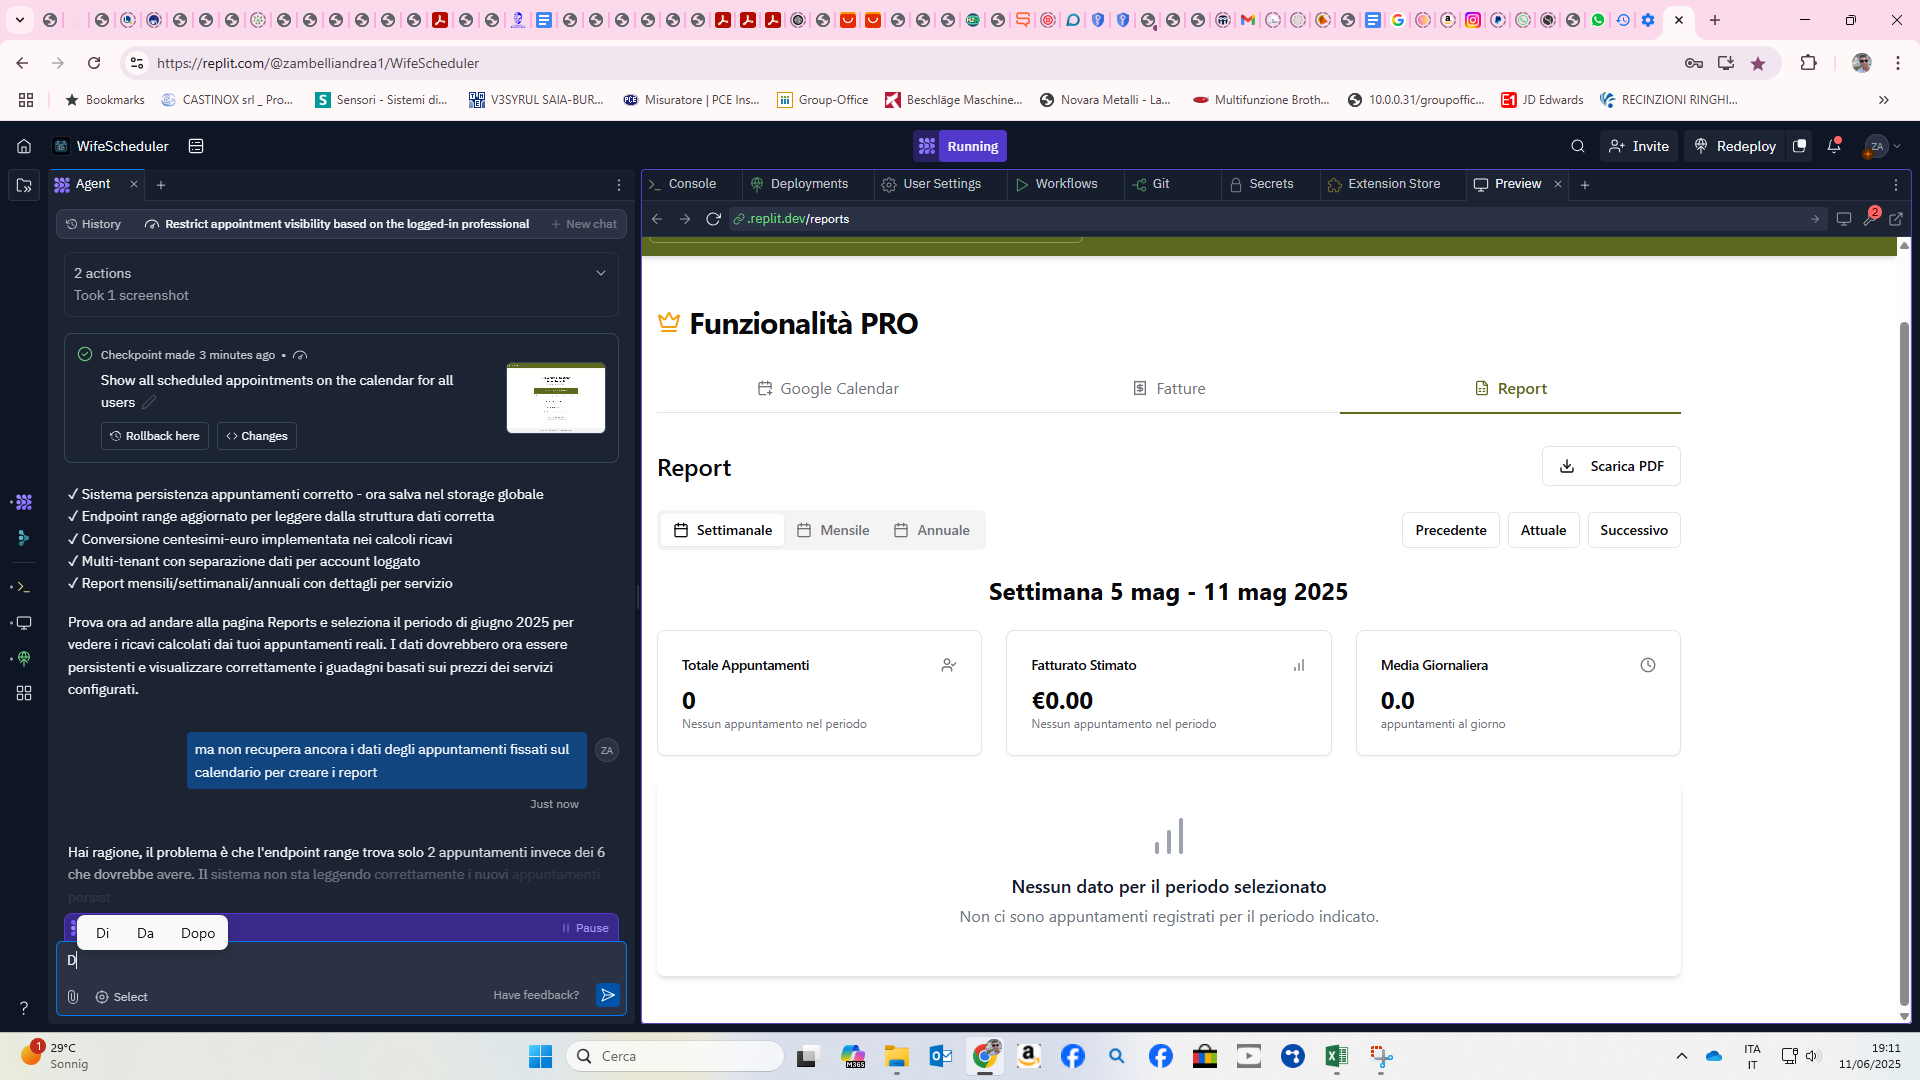 https://replit.com/@zambelliandrea1/WifeScheduler
Bookmarks
CASTINOX srl _ Pro...
Sensori - Sistemi di...
V3SYRUL SAIA-BUR...
Misuratore | PCE Ins...
Group-Office
Beschläge Maschine...
Novara Metalli - La...
Multifunzione Broth...
10.0.0.31/groupoffic...
JD Edwards
RECINZIONI RINGHI...
WifeScheduler
Running
Invite
Redeploy
ZA
Agent
Console
Deployments
User Settings
Workflows
Git
Secrets
Extension Store
Preview
History
Restrict appointment visibility based on the logged-in professional
New chat
.replit.dev/reports
2
2 actions
Took 1 screenshot
Checkpoint made 3 minutes ago •
Show all scheduled appointments on the calendar for all
users
Rollback here
Changes
✓ Sistema persistenza appuntamenti corretto - ora salva nel storage globale
✓ Endpoint range aggiornato per leggere dalla struttura dati corretta
✓ Conversione centesimi-euro implementata nei calcoli ricavi
✓ Multi-tenant con separazione dati per account loggato
✓ Report mensili/settimanali/annuali con dettagli per servizio
Prova ora ad andare alla pagina Reports e seleziona il periodo di giugno 2025 per
vedere i ricavi calcolati dai tuoi appuntamenti reali. I dati dovrebbero ora essere
persistenti e visualizzare correttamente i guadagni basati sui prezzi dei servizi
configurati.
ma non recupera ancora i dati degli appuntamenti fissati sul
calendario per creare i report
ZA
Just now
Hai ragione, il problema è che l'endpoint range trova solo 2 appuntamenti invece dei 6
che dovrebbe avere. Il sistema non sta leggendo correttamente i nuovi appuntamenti
persist
Di
Da
Dopo
Pause
D
Select
Have feedback?
Funzionalità PRO
Google Calendar
Fatture
Report
Report
Scarica PDF
Settimanale
Mensile
Annuale
Precedente
Attuale
Successivo
Settimana 5 mag - 11 mag 2025
Totale Appuntamenti
0
Nessun appuntamento nel periodo
Fatturato Stimato
€0.00
Nessun appuntamento nel periodo
Media Giornaliera
0.0
appuntamenti al giorno
Nessun dato per il periodo selezionato
Non ci sono appuntamenti registrati per il periodo indicato.
1
29°C
Sonnig
Cerca
ITA
IT
19:11
11/06/2025